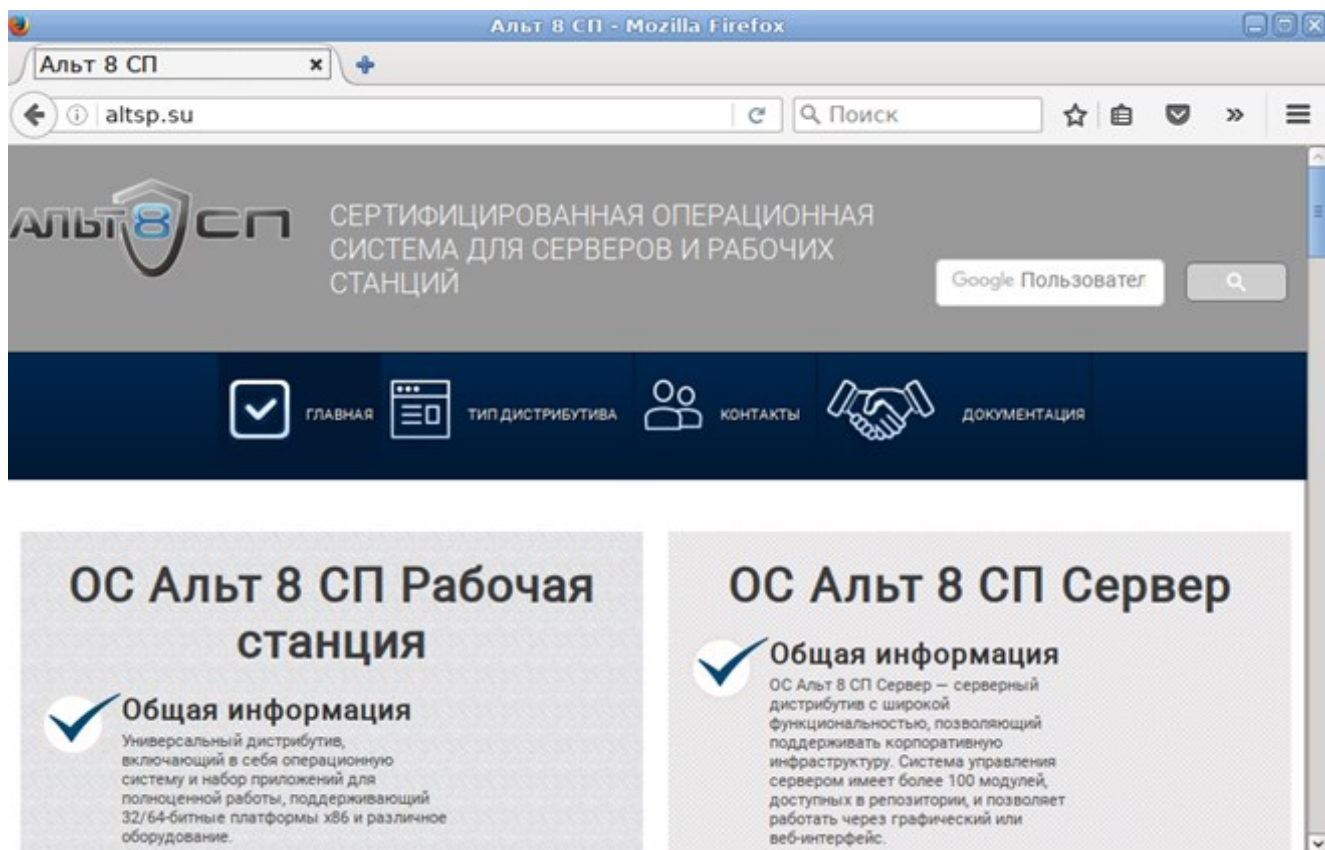 Альт 8 СП - Mozilla Firefox
Альт 8 СП
altsp.su
Поиск
АЛЬТ 8 СП
СЕРТИФИЦИРОВАННАЯ ОПЕРАЦИОННАЯ
СИСТЕМА ДЛЯ СЕРВЕРОВ И РАБОЧИХ
СТАНЦИЙ
Google Пользовател
ГЛАВНАЯ
ТИП ДИСТРИБУТИВА
КОНТАКТЫ
ДОКУМЕНТАЦИЯ
ОС Альт 8 СП Рабочая
станция
Общая информация
Универсальный дистрибутив,
включающий в себя операционную
систему и набор приложений для
полноценной работы, поддерживающий
32/64-битные платформы x86 и различное
оборудование.
ОС Альт 8 СП Сервер
Общая информация
ОС Альт 8 СП Сервер — серверный
дистрибутив с широкой
функциональностью, позволяющий
поддерживать корпоративную
инфраструктуру. Система управления
сервером имеет более 100 модулей,
доступных в репозитории, и позволяет
работать через графический или
веб-интерфейс.